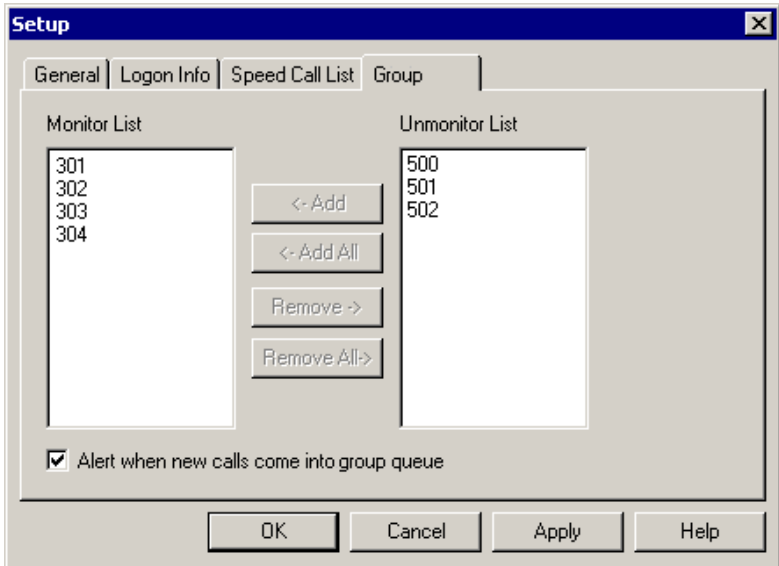 Setup
General Logon Info Speed Call List Group
Monitor List Unmonitor List
301 500
302 501
303 502
304
<- Add
<- Add All
Remove ->
Remove All->
Alert when new calls come into group queue
OK Cancel Apply Help